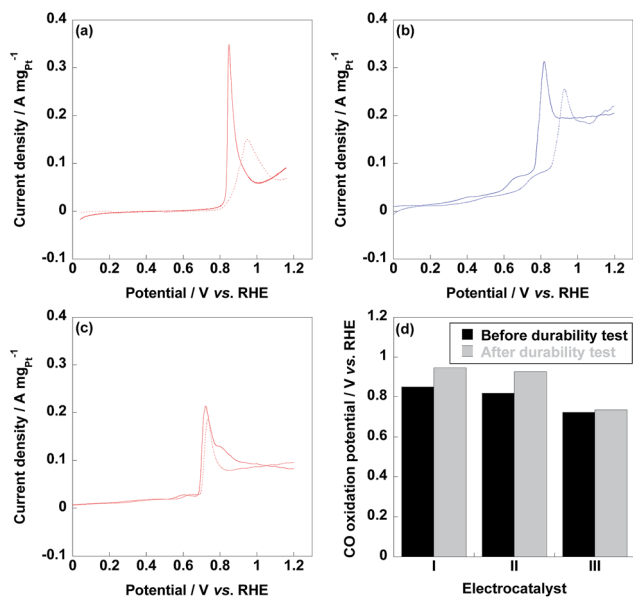 (a)
Current density / A mg_Pt^-1
0.4
0.3
0.2
0.1
0
-0.1
0 0.2 0.4 0.6 0.8 1 1.2
Potential / V vs. RHE
(b)
Current density / A mg_Pt^-1
0.4
0.3
0.2
0.1
0
-0.1
0 0.2 0.4 0.6 0.8 1 1.2
Potential / V vs. RHE
(c)
Current density / A mg_Pt^-1
0.4
0.3
0.2
0.1
0
-0.1
0 0.2 0.4 0.6 0.8 1 1.2
Potential / V vs. RHE
(d)
Before durability test
After durability test
CO oxidation potential / V vs. RHE
1.2
1
0.8
0.6
0.4
0.2
0
I II III
Electrocatalyst